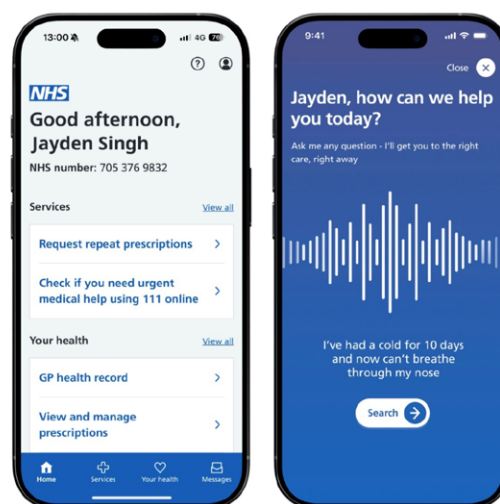 13:00 4G 76
NHS
Good afternoon,
Jayden Singh
NHS number: 705 376 9832
Services View all
Request repeat prescriptions
Check if you need urgent
medical help using 111 online
Your health View all
GP health record
View and manage
prescriptions
Home Services Your health Messages
9:41
Close
Jayden, how can we help
you today?
Ask me any question - I'll get you to the right
care, right away
I've had a cold for 10 days
and now can't breathe
through my nose
Search